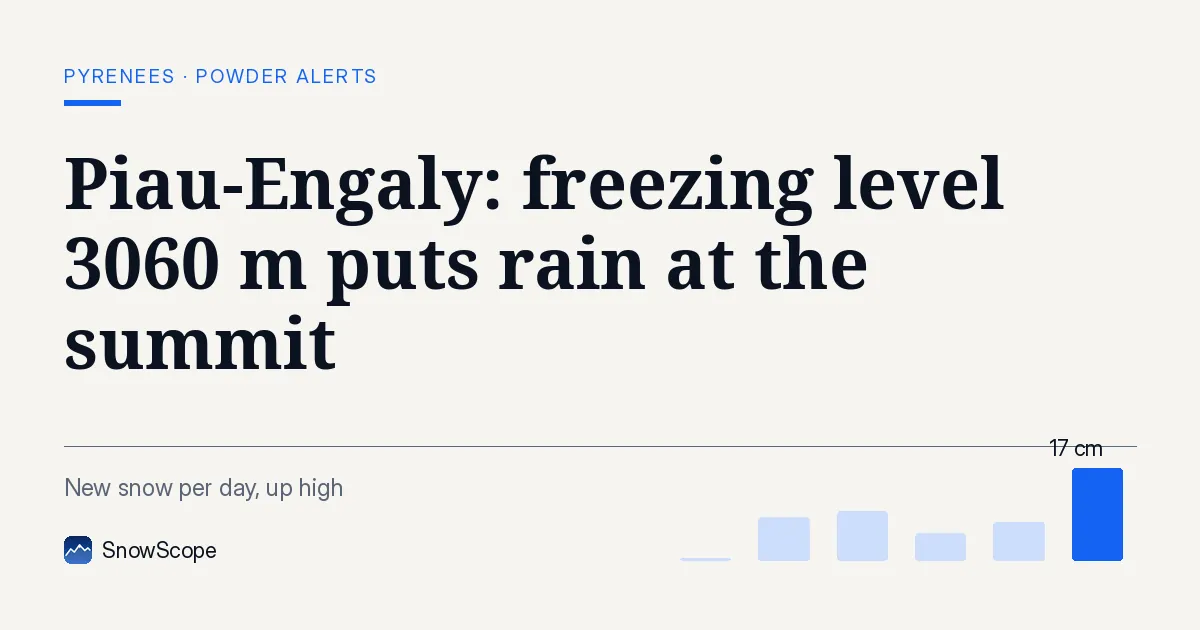 PYRENEES · POWDER ALERTS
Piau-Engaly: freezing level
3060 m puts rain at the
summit
17 cm
New snow per day, up high
SnowScope